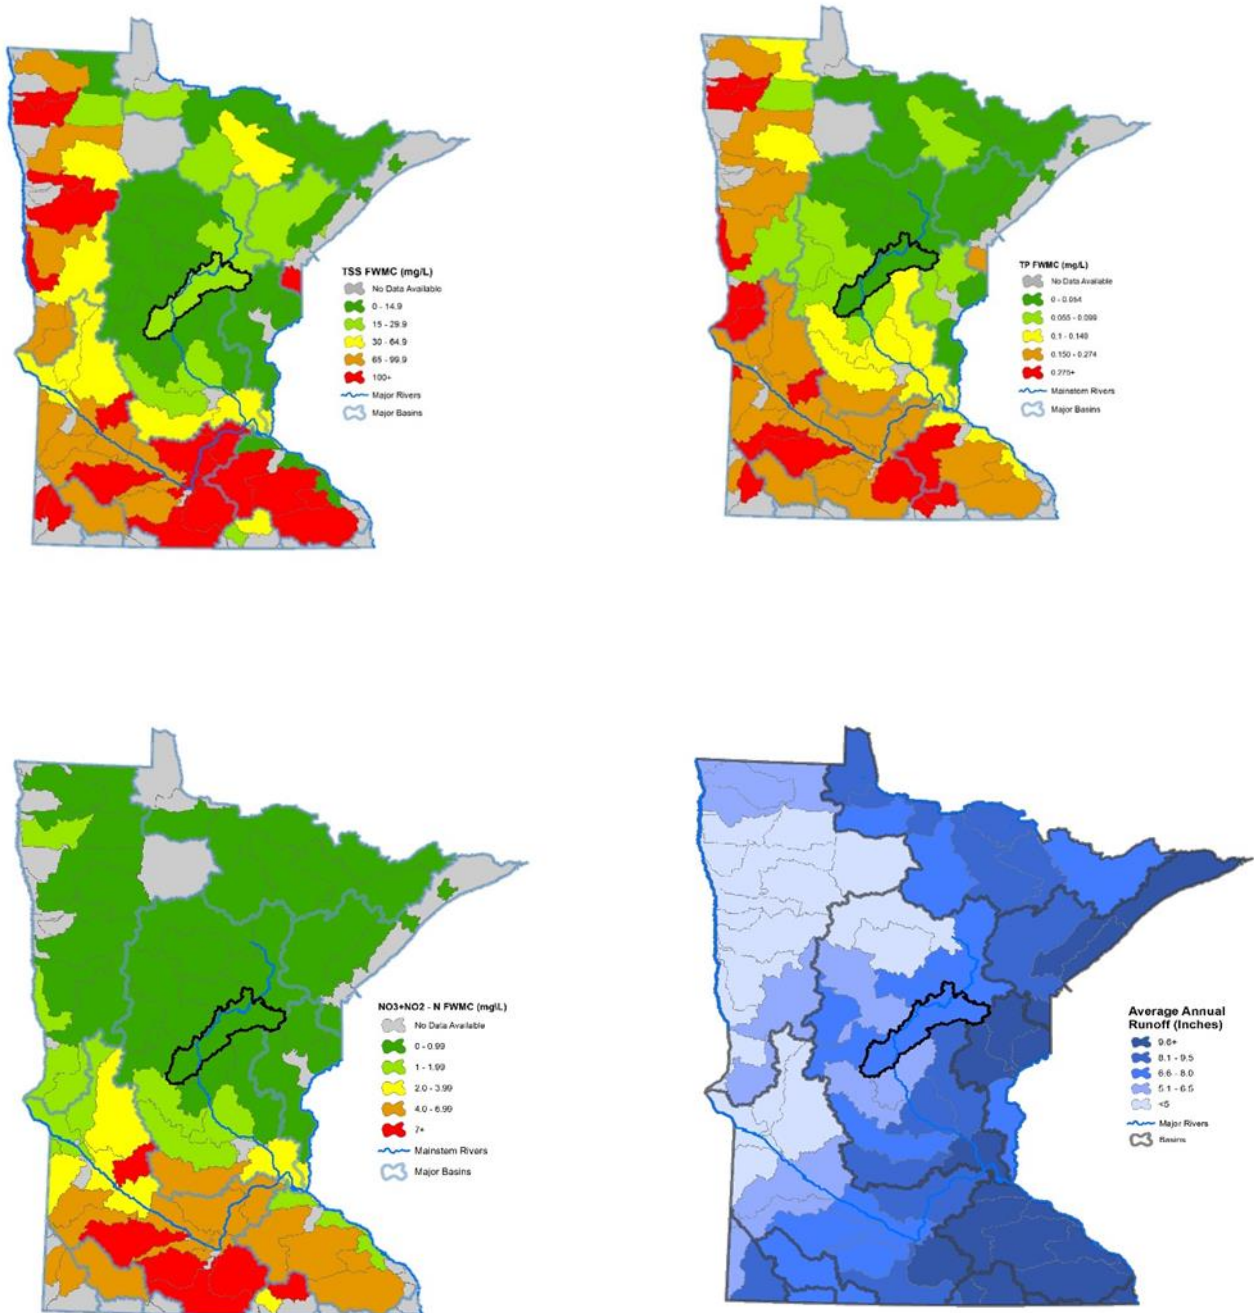 TSS FWMC (mg/L)
No Data Available
0 - 14.9
15 - 29.9
30 - 64.9
65 - 99.9
100+
Major Rivers
Major Basins
TP FWMC (mg/L)
No Data Available
0 - 0.054
0.055 - 0.099
0.1 - 0.149
0.150 - 0.274
0.275+
Mainstem Rivers
Major Basins
NO3+NO2 - N FWMC (mg\L)
No Data Available
0 - 0.99
1 - 1.99
2.0 - 3.99
4.0 - 6.99
7+
Mainstem Rivers
Major Basins
Average Annual
Runoff (Inches)
9.6+
8.1 - 9.5
6.6 - 8.0
5.1 - 6.5
<5
Major Rivers
Basins